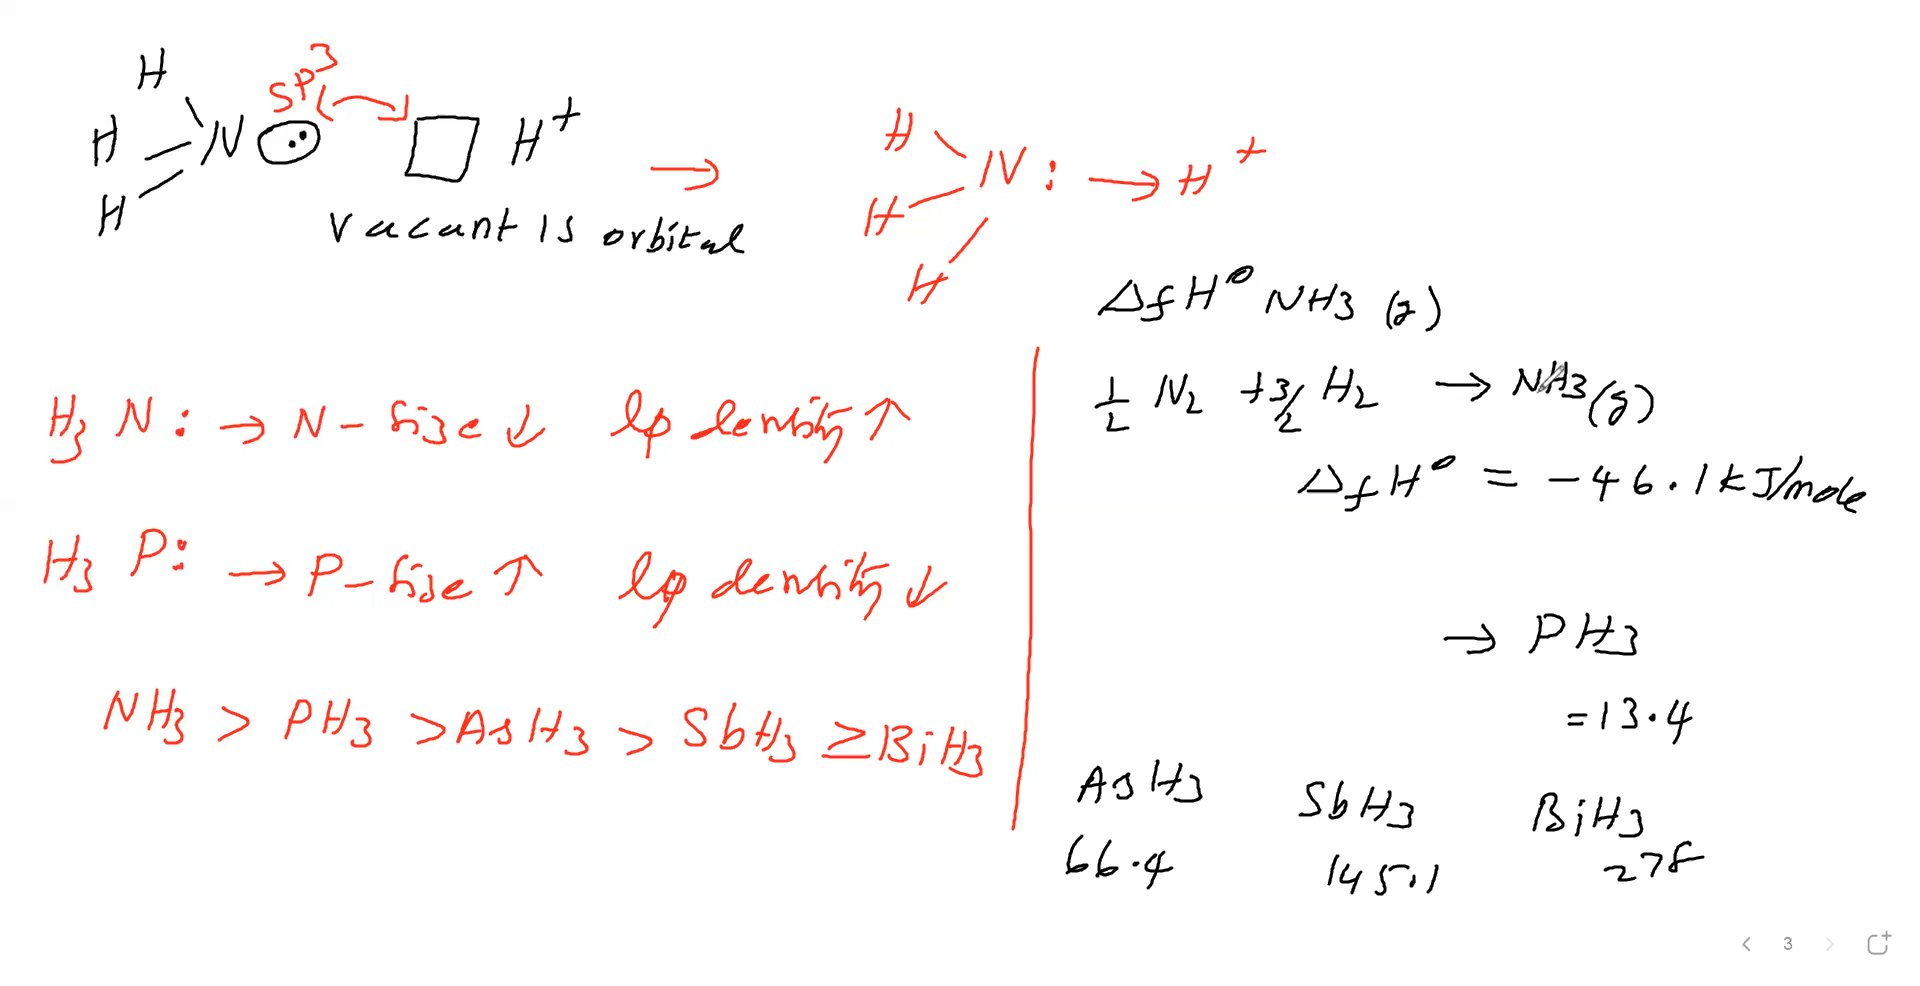 H
SP³
H N : H⁺ →
H
vacant 1s orbital
H
N : → H⁺
H
H
ΔfH° NH3 (g)
1/2 N2 + 3/2 H2 → NH3(g)
ΔfH° = -46.1 kJ/mole
H3 N: → N- Size ↓ lp density ↑
H3 P: → P- Size ↑ lp density ↓
NH3 > PH3 > AsH3 > SbH3 ≥ BiH3
→ PH3
= 13.4
AsH3 SbH3 BiH3
66.4 145.1 278
< 3 >